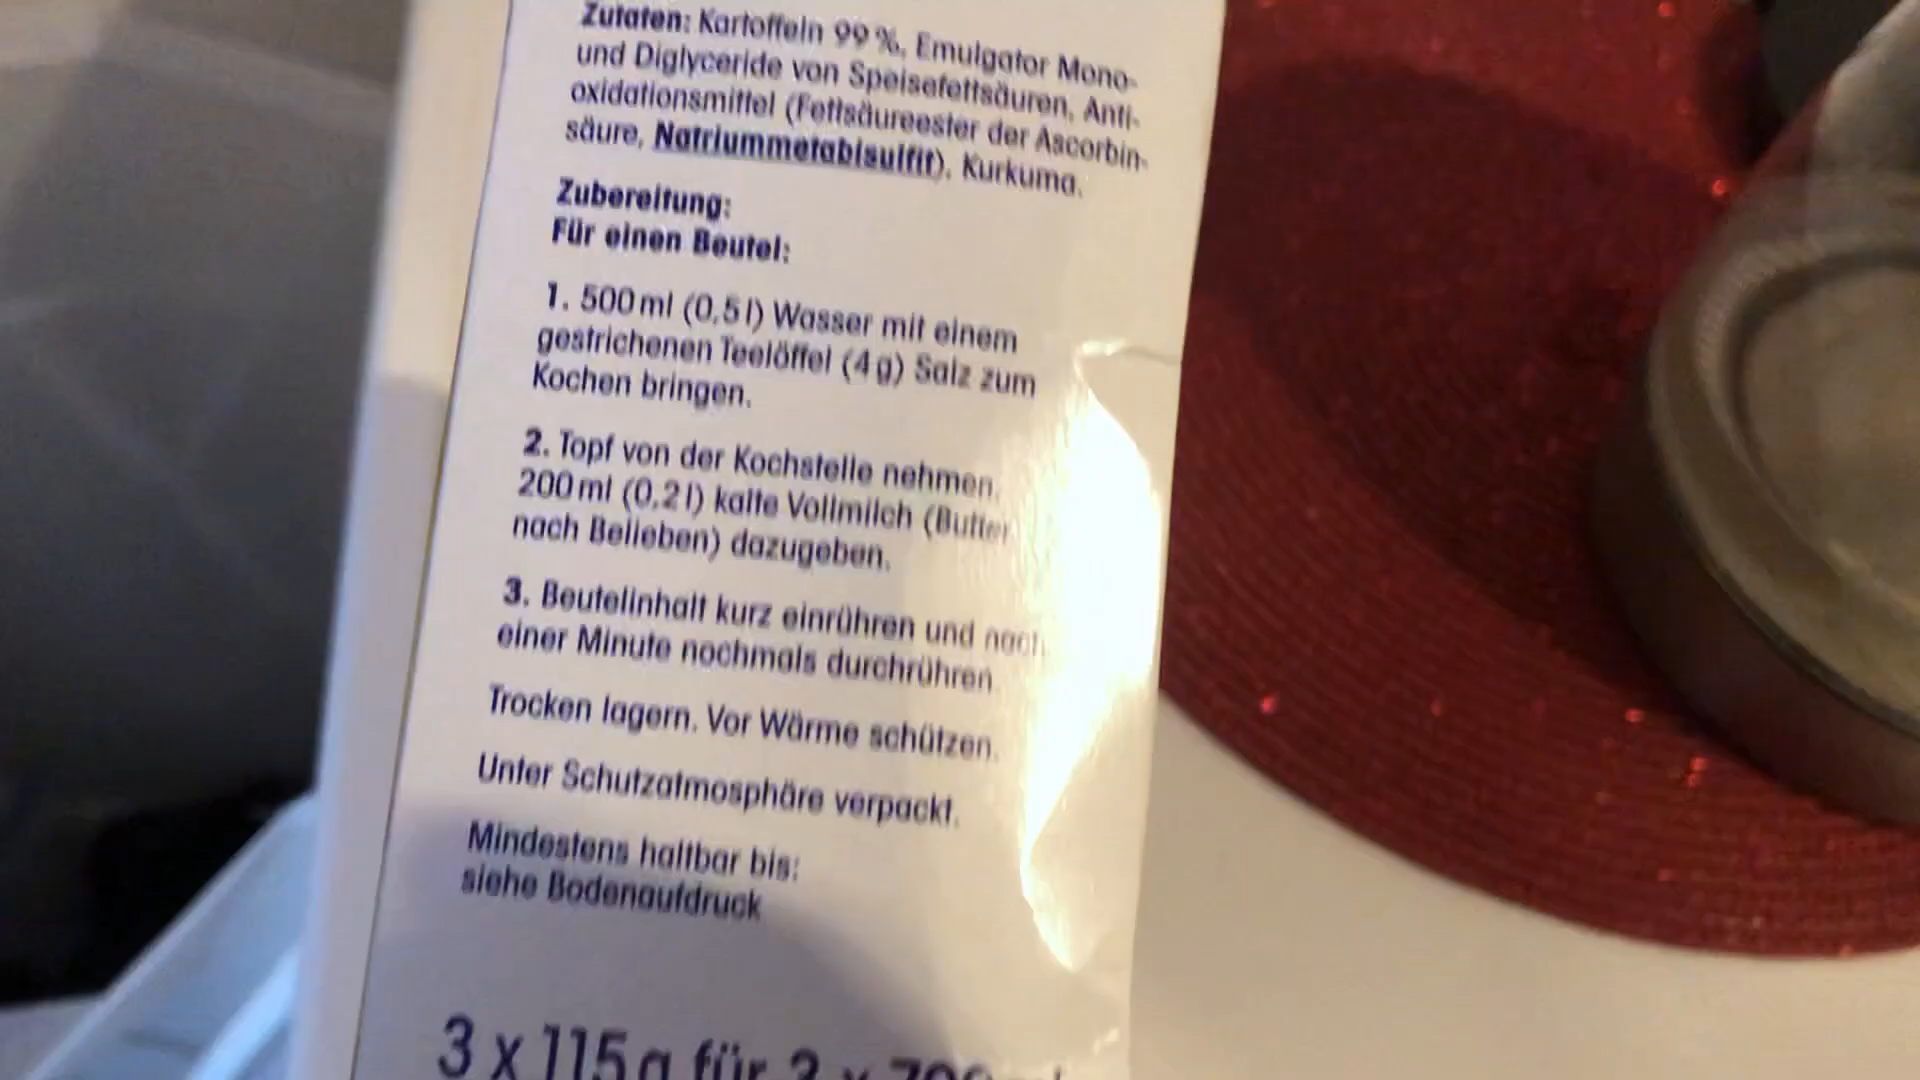 Zutaten: Kartoffeln 99 %, Emulgator Mono-
und Diglyceride von Speisefettsäuren, Anti-
oxidationsmittel (Fettsäureester der Ascorbin-
säure, Natriummetabisulfit), Kurkuma.
Zubereitung:
Für einen Beutel:
1. 500 ml (0,5 l) Wasser mit einem
gestrichenen Teelöffel (4 g) Salz zum
Kochen bringen.
2. Topf von der Kochstelle nehmen.
200 ml (0,2 l) kalte Vollmilch (Butter
nach Belieben) dazugeben.
3. Beutelinhalt kurz einrühren und nach
einer Minute nochmals durchrühren.
Trocken lagern. Vor Wärme schützen.
Unter Schutzatmosphäre verpackt.
Mindestens haltbar bis:
siehe Bodenaufdruck
3 x 115 g für 3 x